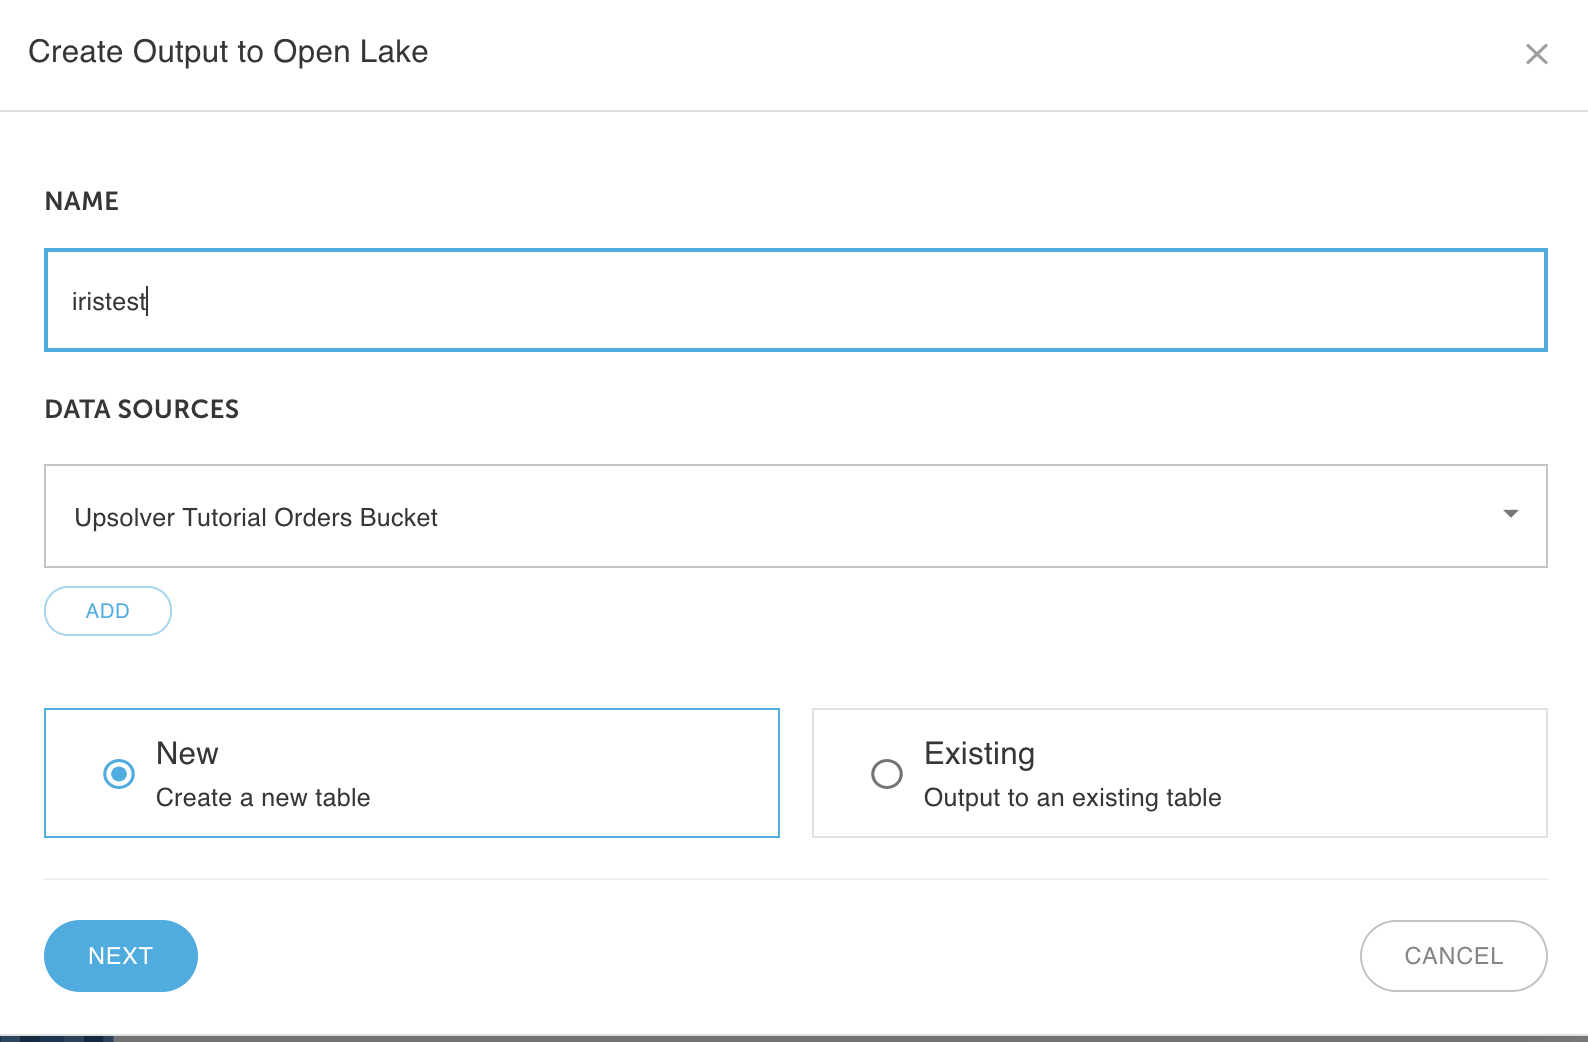 Create Output to Open Lake
NAME
iristest
DATA SOURCES
Upsolver Tutorial Orders Bucket
ADD
New
Create a new table
Existing
Output to an existing table
NEXT
CANCEL